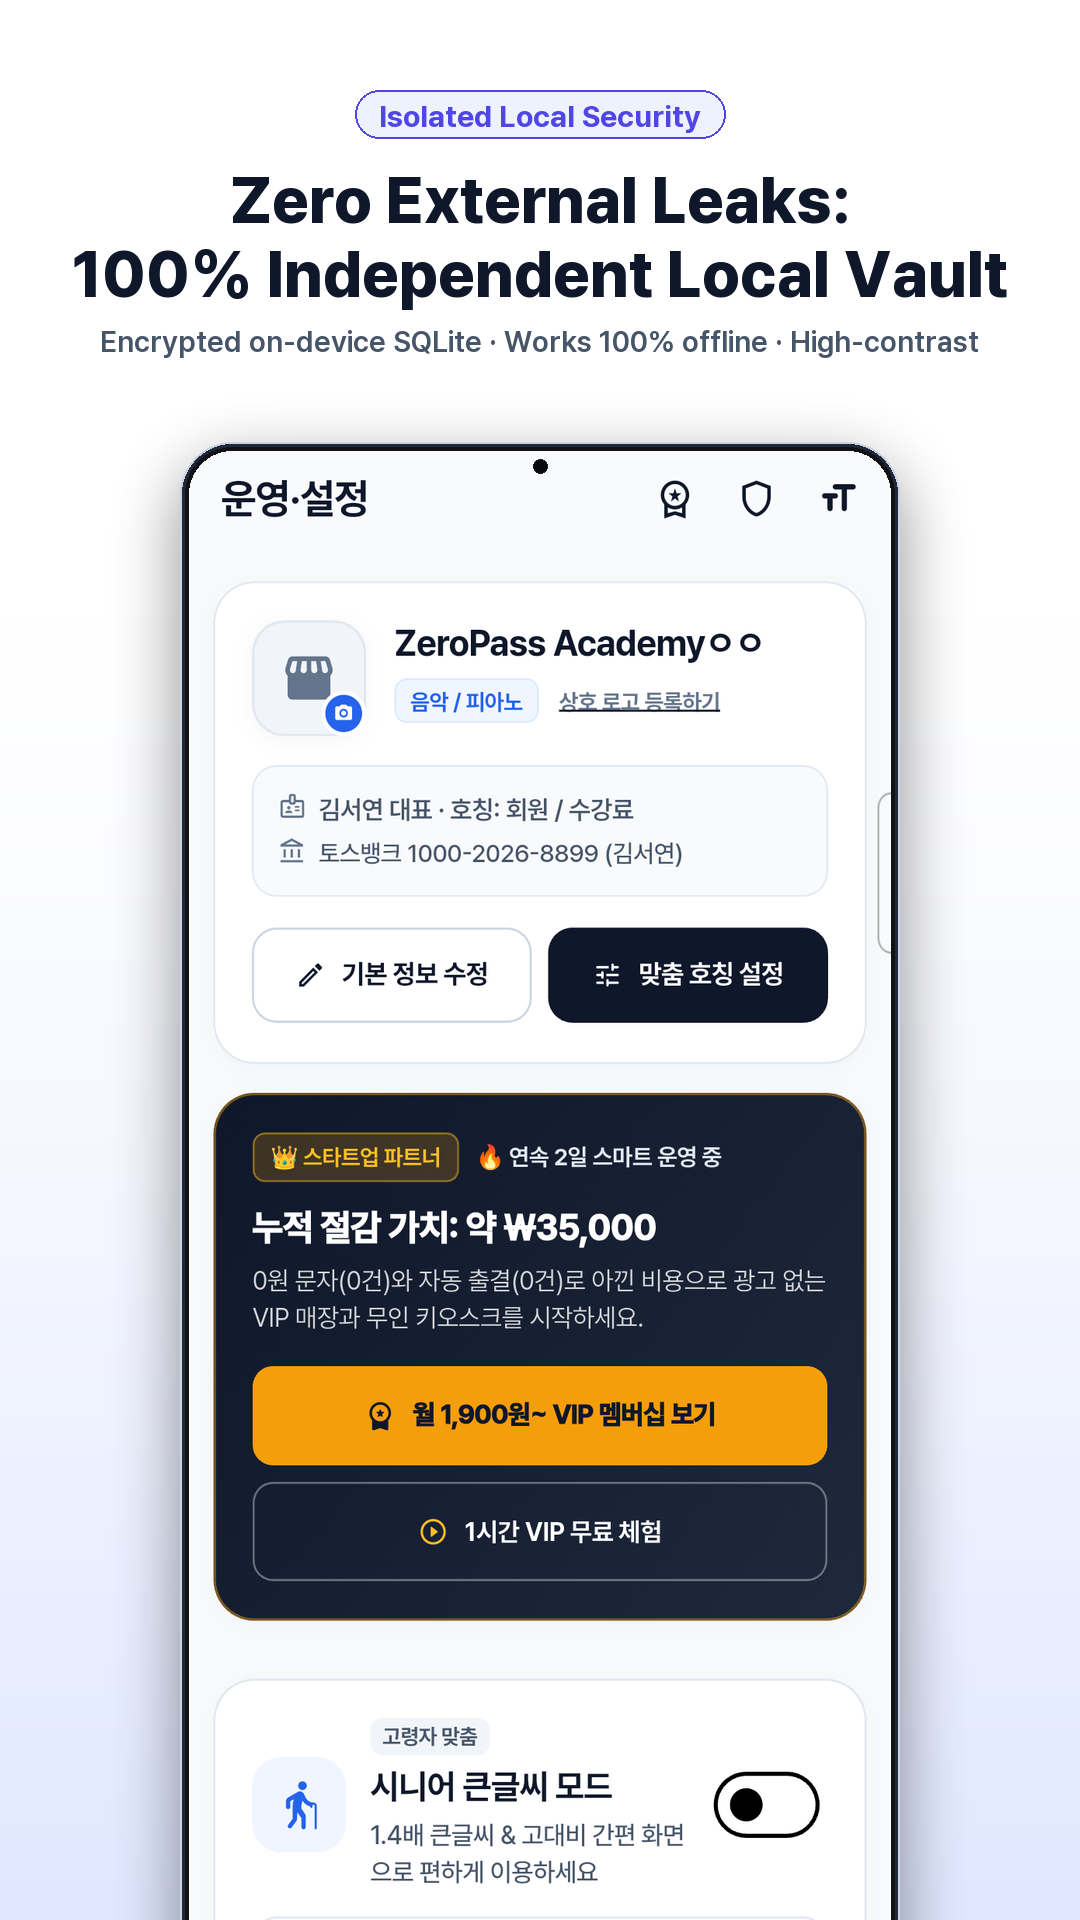 Isolated Local Security
Zero External Leaks:
100% Independent Local Vault
Encrypted on-device SQLite · Works 100% offline · High-contrast
운영·설정
ZeroPass Academyㅇㅇ
음악 / 피아노
상호 로고 등록하기
김서연 대표 · 호칭: 회원 / 수강료
토스뱅크 1000-2026-8899 (김서연)
기본 정보 수정
맞춤 호칭 설정
👑 스타트업 파트너
🔥 연속 2일 스마트 운영 중
누적 절감 가치: 약 ₩35,000
0원 문자(0건)와 자동 출결(0건)로 아낀 비용으로 광고 없는
VIP 매장과 무인 키오스크를 시작하세요.
월 1,900원~ VIP 멤버십 보기
1시간 VIP 무료 체험
고령자 맞춤
시니어 큰글씨 모드
1.4배 큰글씨 & 고대비 간편 화면
으로 편하게 이용하세요